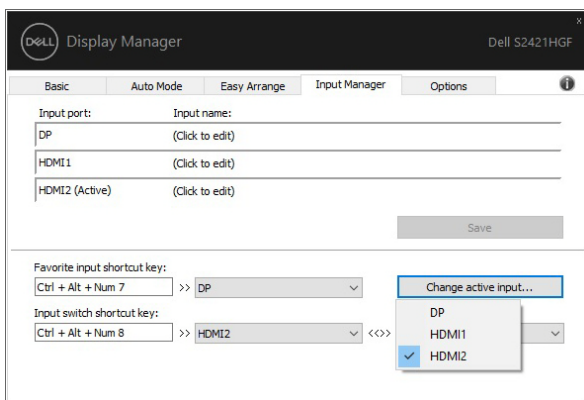 x
DELL Display Manager Dell S2421HGF
Basic Auto Mode Easy Arrange Input Manager Options i
Input port: Input name:
DP (Click to edit)
HDMI1 (Click to edit)
HDMI2 (Active) (Click to edit)
Save
Favorite input shortcut key:
Ctrl + Alt + Num 7 >> DP Change active input...
Input switch shortcut key:
Ctrl + Alt + Num 8 >> HDMI2 <<>>
DP
HDMI1
HDMI2